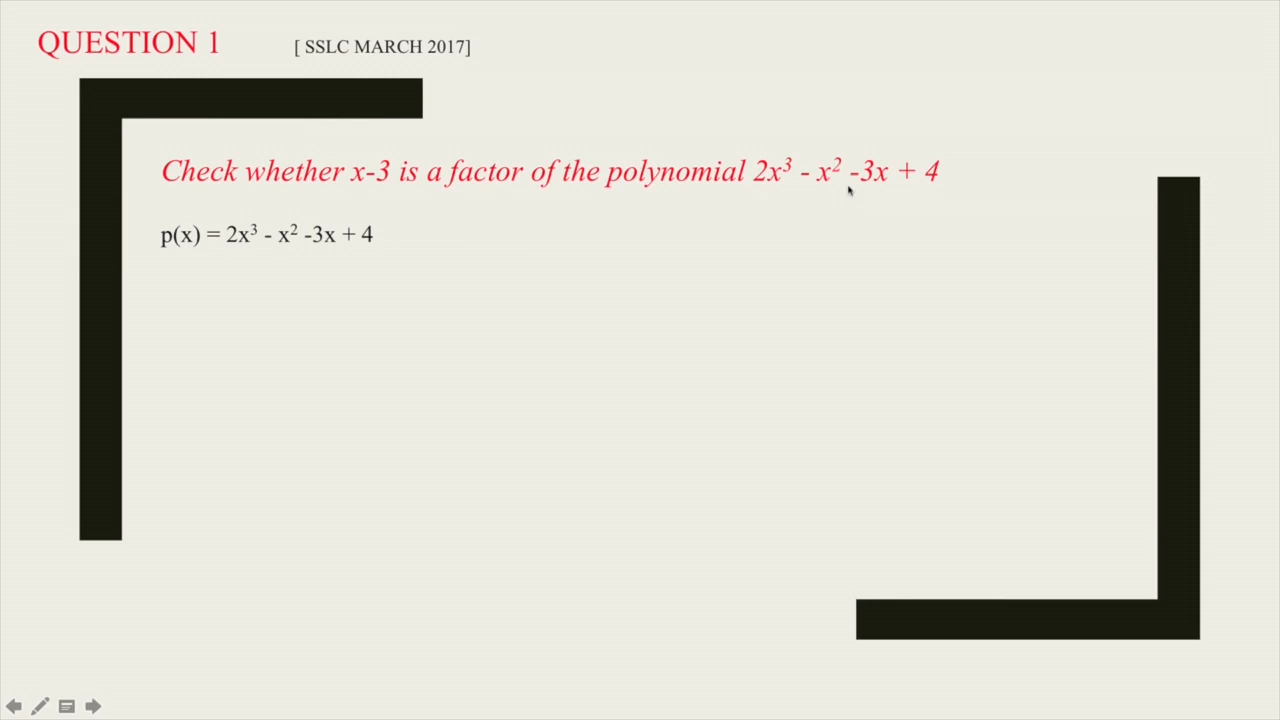 QUESTION 1 [ SSLC MARCH 2017]
Check whether x-3 is a factor of the polynomial 2x³ - x² -3x + 4
p(x) = 2x³ - x² -3x + 4